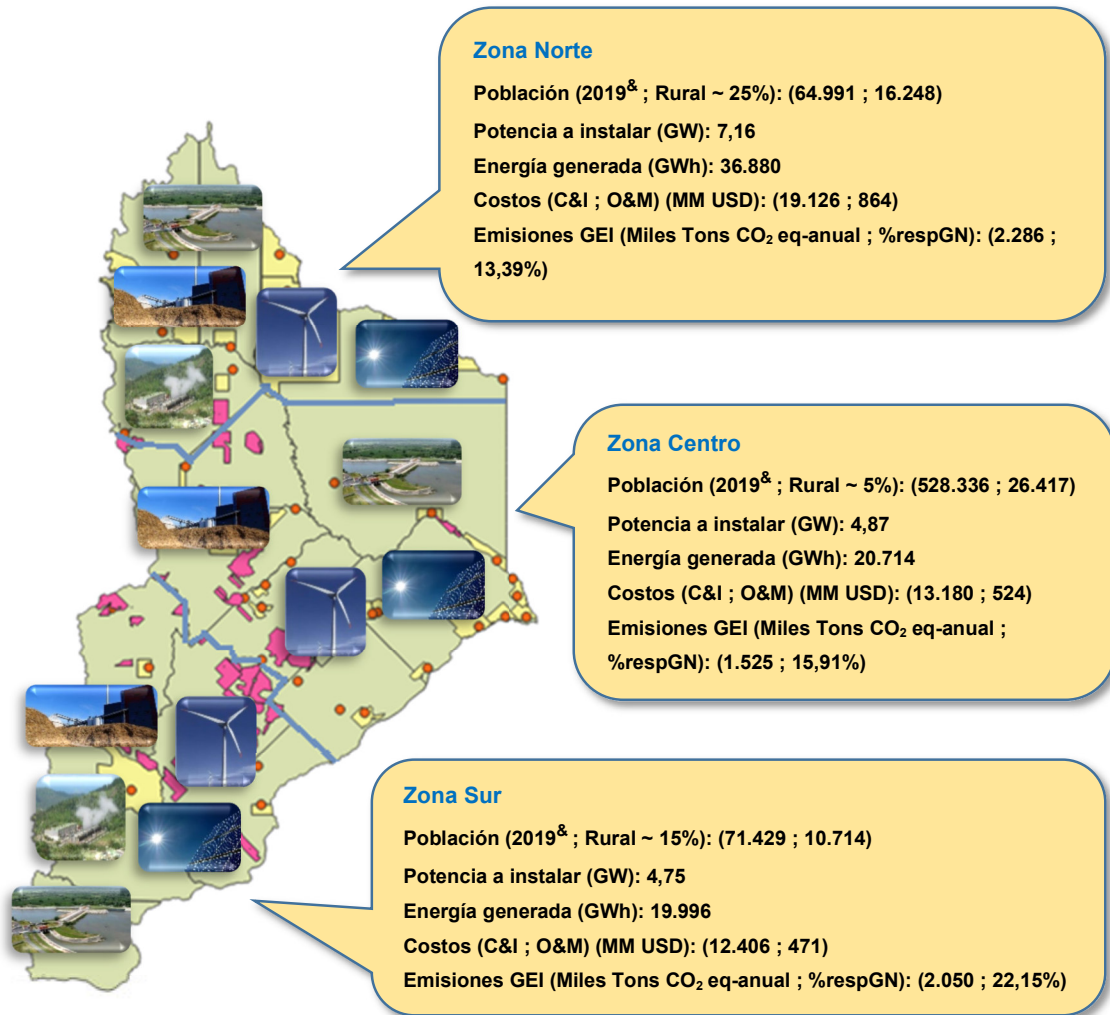 Zona Norte
Población (2019& ; Rural ~ 25%): (64.991 ; 16.248)
Potencia a instalar (GW): 7,16
Energía generada (GWh): 36.880
Costos (C&I ; O&M) (MM USD): (19.126 ; 864)
Emisiones GEI (Miles Tons CO₂ eq-anual ; %respGN): (2.286 ;
13,39%)
Zona Centro
Población (2019& ; Rural ~ 5%): (528.336 ; 26.417)
Potencia a instalar (GW): 4,87
Energía generada (GWh): 20.714
Costos (C&I ; O&M) (MM USD): (13.180 ; 524)
Emisiones GEI (Miles Tons CO₂ eq-anual ;
%respGN): (1.525 ; 15,91%)
Zona Sur
Población (2019& ; Rural ~ 15%): (71.429 ; 10.714)
Potencia a instalar (GW): 4,75
Energía generada (GWh): 19.996
Costos (C&I ; O&M) (MM USD): (12.406 ; 471)
Emisiones GEI (Miles Tons CO₂ eq-anual ; %respGN): (2.050 ; 22,15%)